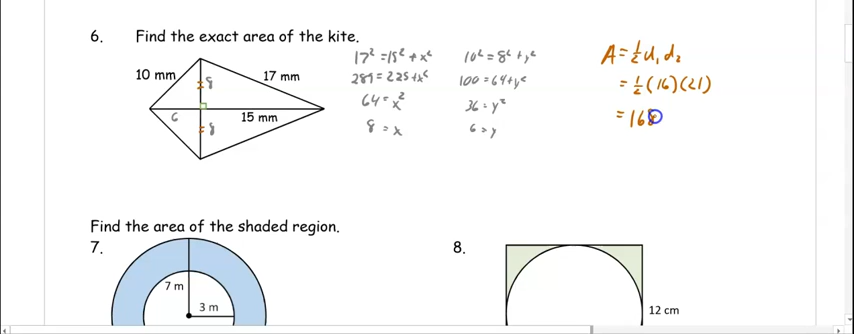 6. Find the exact area of the kite.
10 mm
17 mm
8
6
15 mm
8
17² = 15² + x²
289 = 225 + x²
64 = x²
8 = x
10² = 8² + y²
100 = 64 + y²
36 = y²
6 = y
A = ½ d₁ d₂
= ½ (16)(21)
= 168
Find the area of the shaded region.
7.
7 m
3 m
8.
12 cm